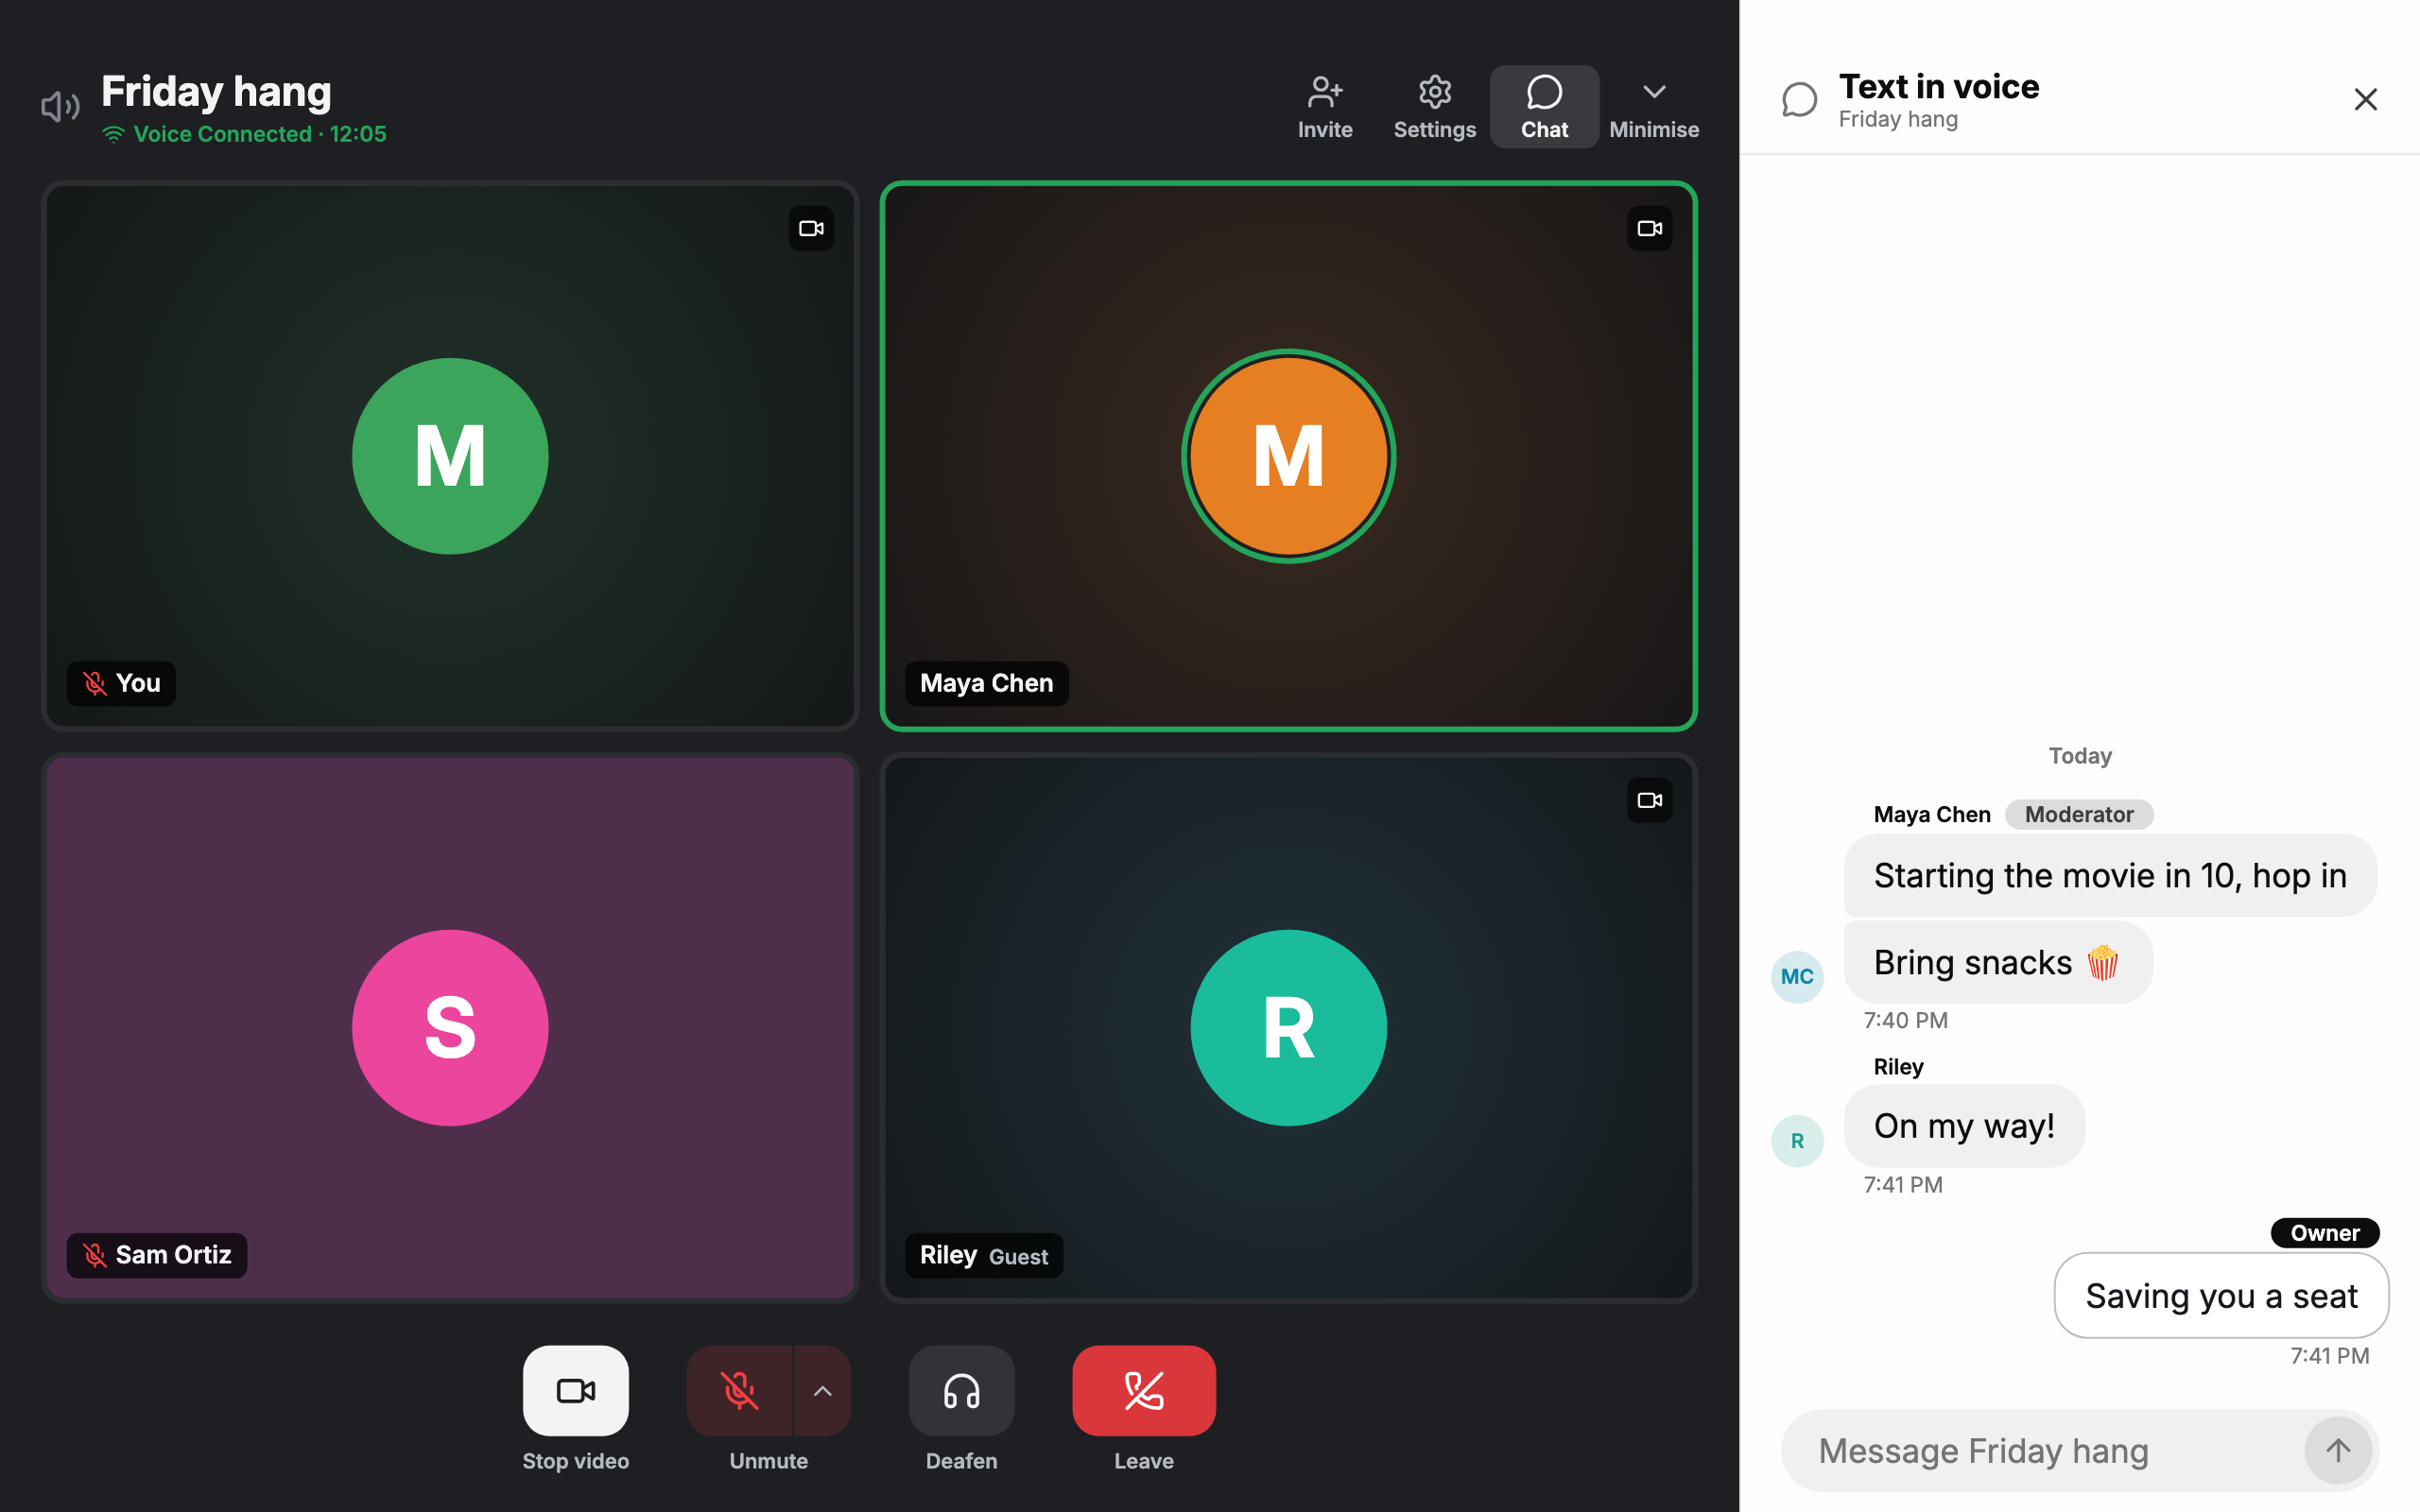 Friday hang
Voice Connected · 12:05
Invite
Settings
Chat
Minimise
M
You
M
Maya Chen
S
Sam Ortiz
R
Riley Guest
Stop video
Unmute
Deafen
Leave
Text in voice
Friday hang
Today
Maya Chen Moderator
Starting the movie in 10, hop in
Bring snacks 🍿
MC
7:40 PM
Riley
On my way!
R
7:41 PM
Owner
Saving you a seat
7:41 PM
Message Friday hang